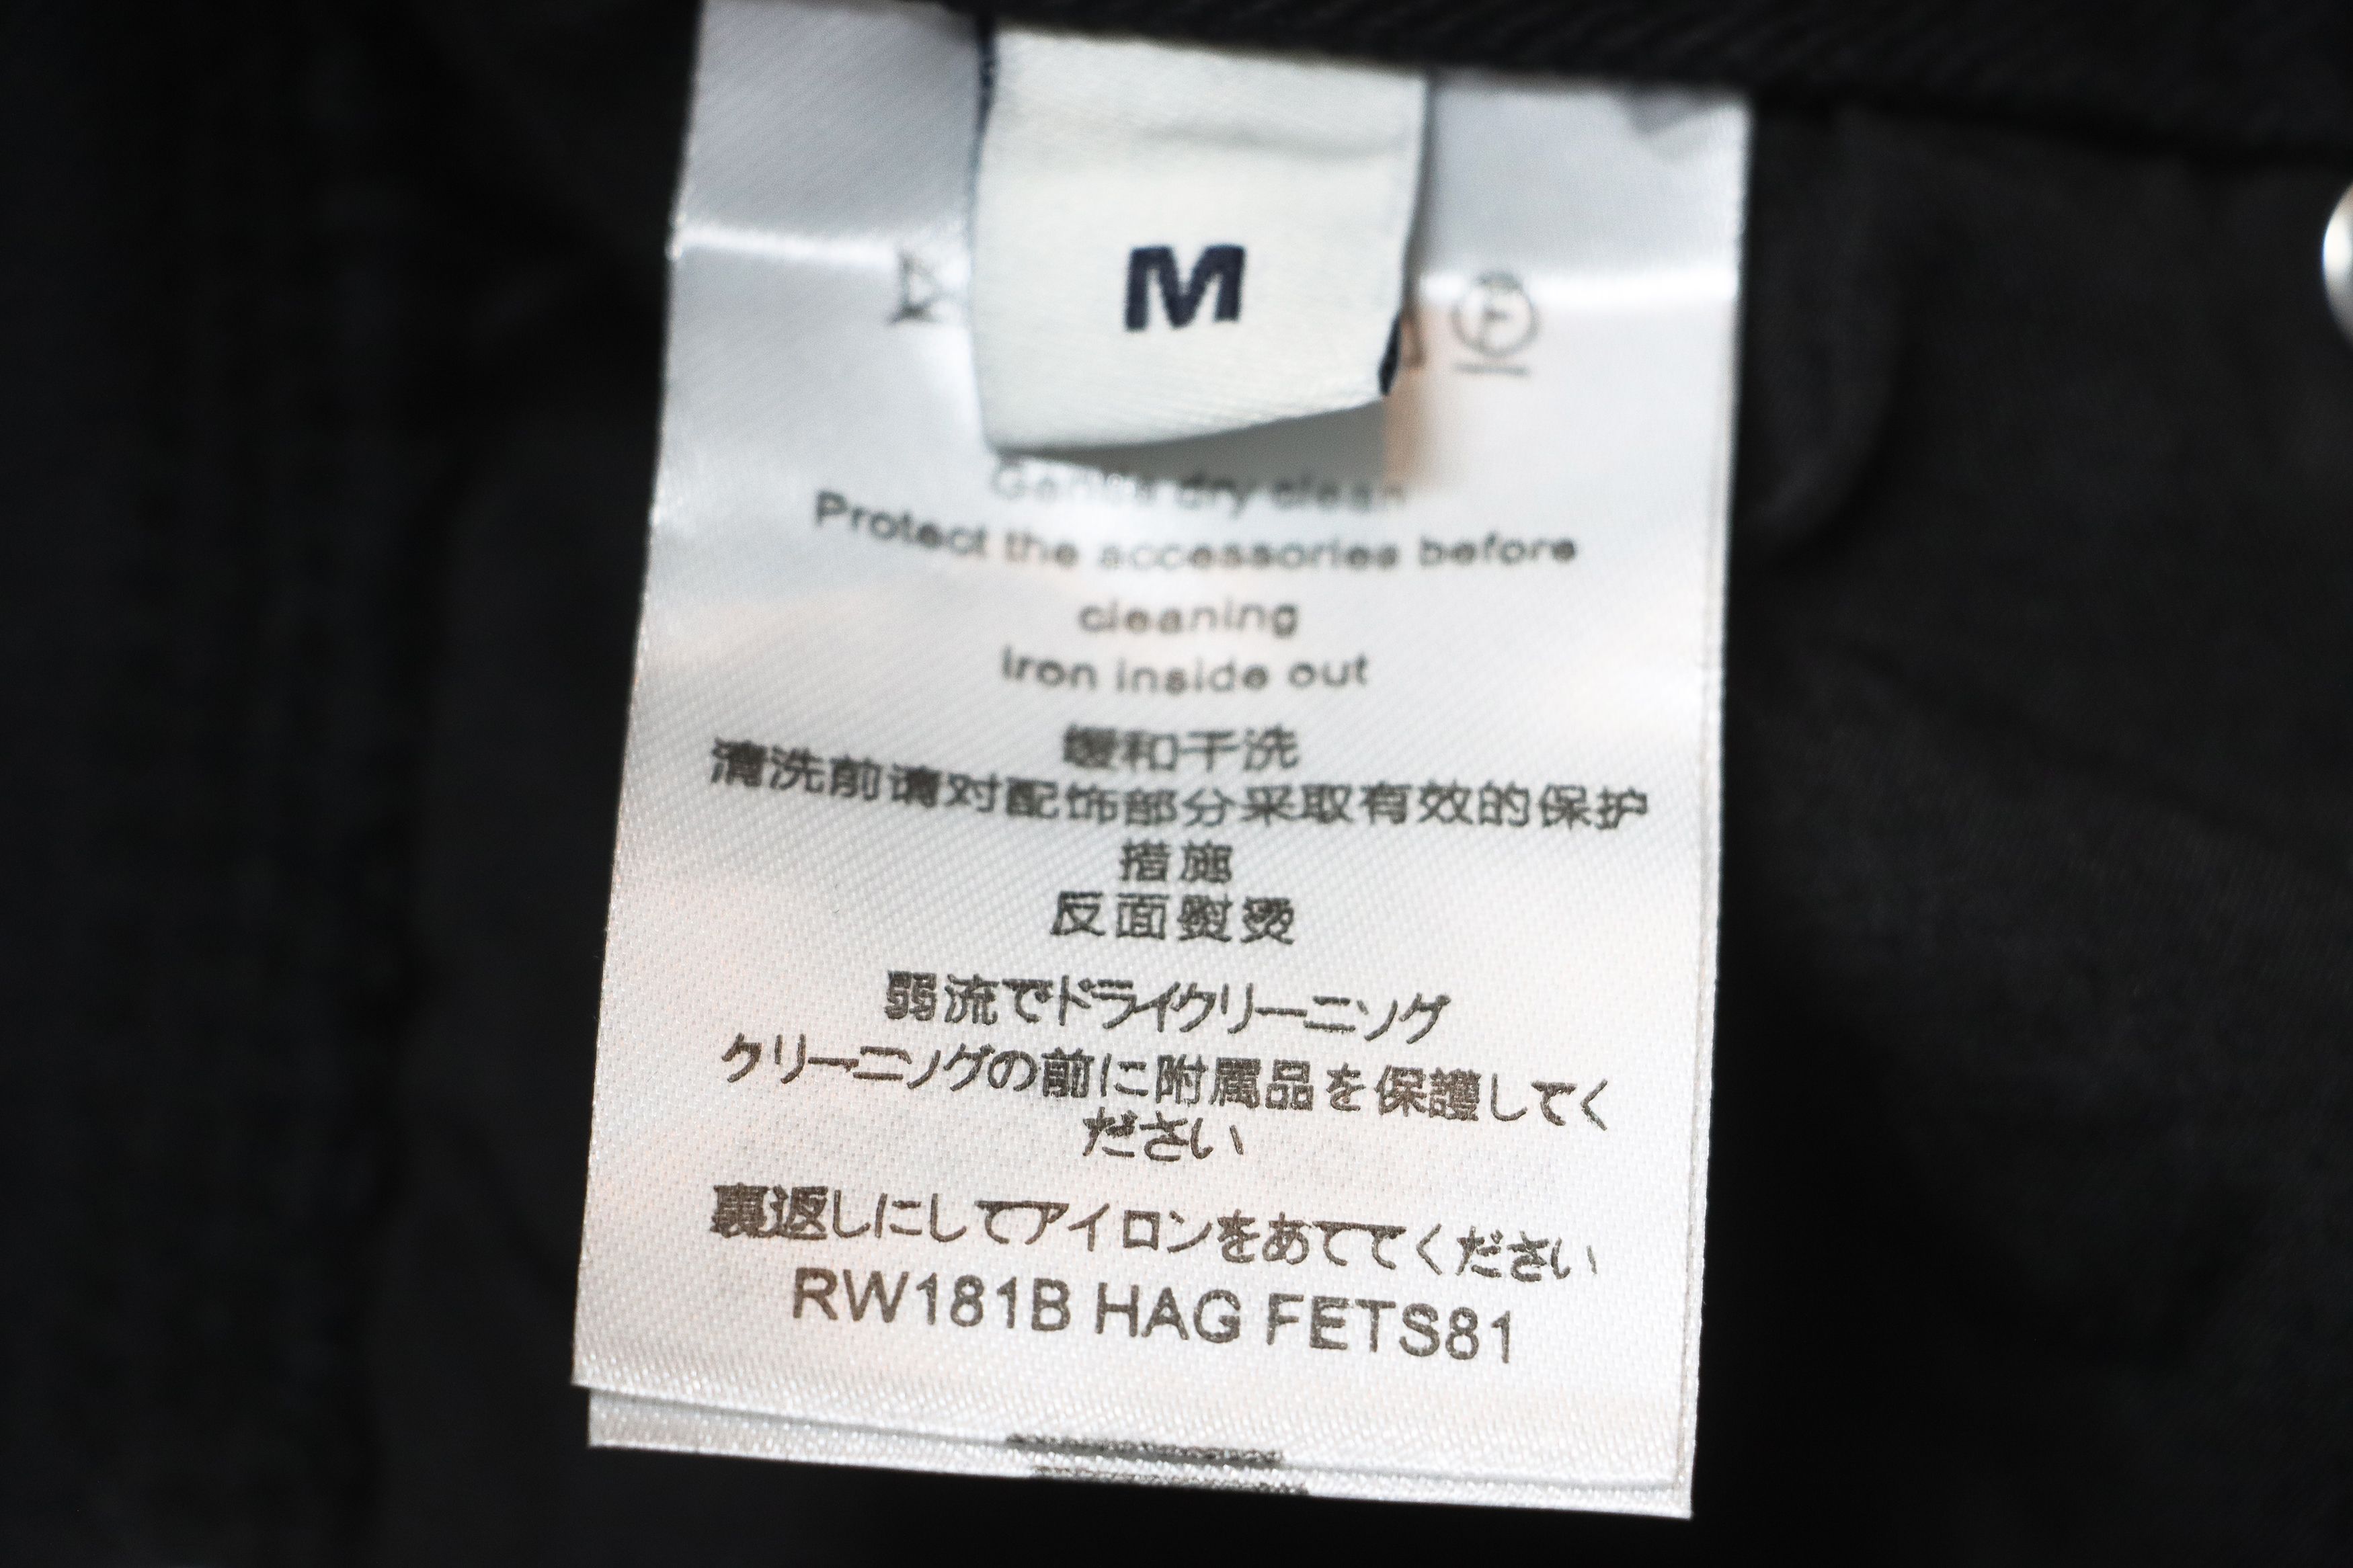 M
F
Gentle dry clean
Protect the accessories before
cleaning
Iron inside out
缓和干洗
清洗前请对配饰部分采取有效的保护
措施
反面熨烫
弱流でドライクリーニング
クリーニングの前に附属品を保護してく
ださい
裏返しにしてアイロンをあててください
RW181B HAG FETS81